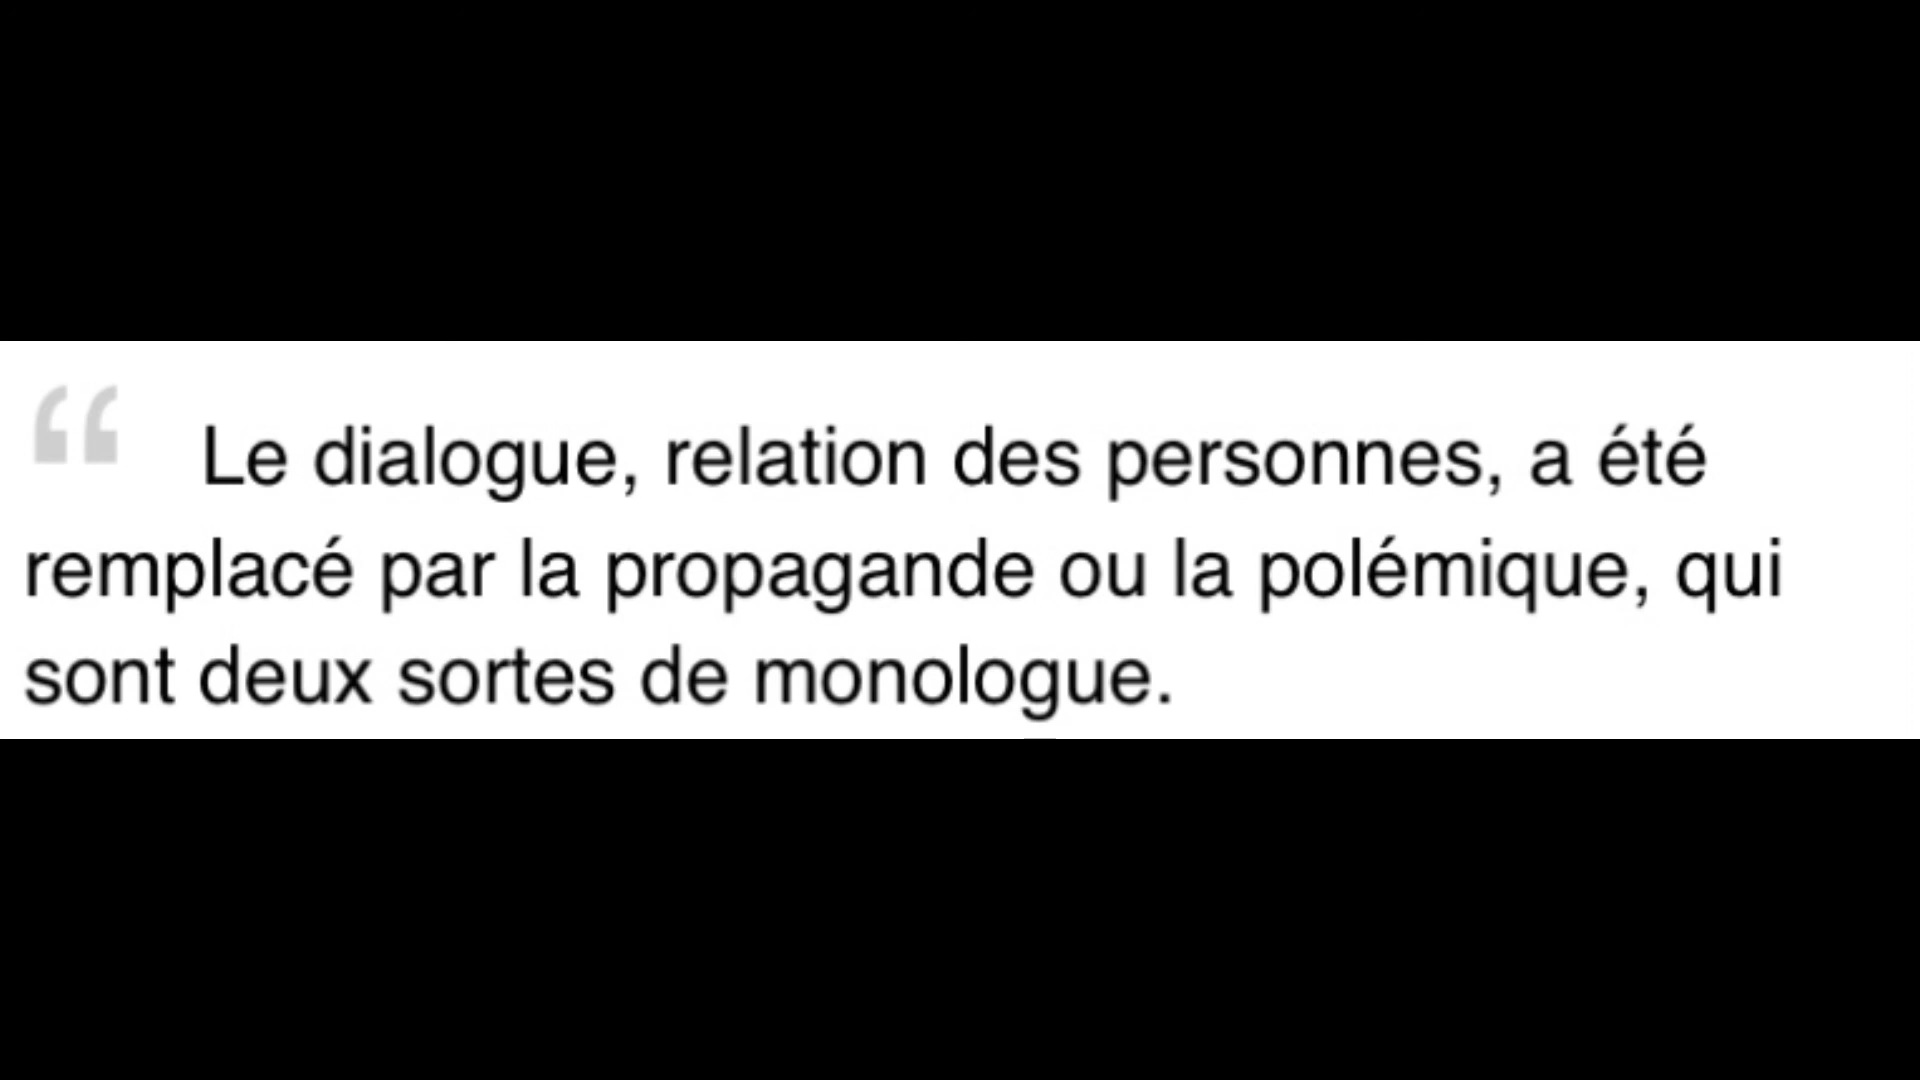 “ Le dialogue, relation des personnes, a été
remplacé par la propagande ou la polémique, qui
sont deux sortes de monologue.